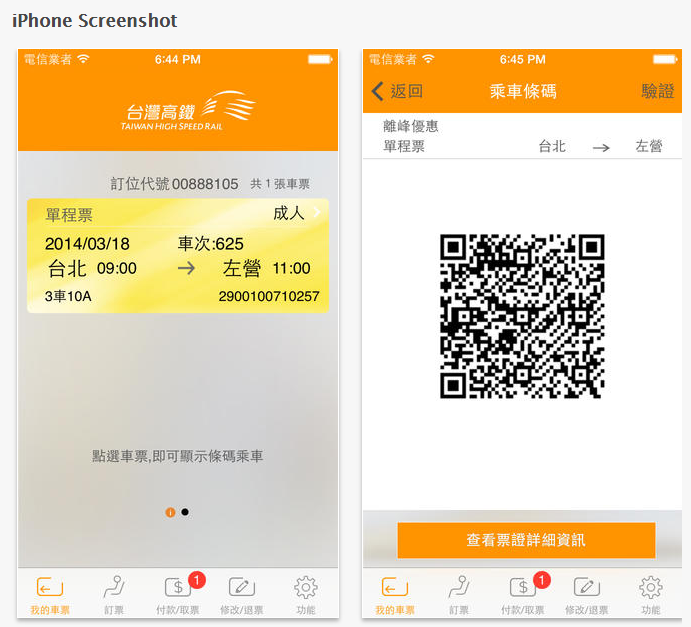 iPhone Screenshot
電信業者 6:44 PM
台灣高鐵
TAIWAN HIGH SPEED RAIL
訂位代號 00888105 共 1 張車票
單程票 成人
2014/03/18 車次:625
台北 09:00 → 左營 11:00
3車10A 2900100710257
點選車票,即可顯示條碼乘車
我的車票 訂票 付款/取票 1 修改/退票 功能
電信業者 6:45 PM
返回 乘車條碼 驗證
離峰優惠
單程票 台北 → 左營
查看票證詳細資訊
我的車票 訂票 付款/取票 1 修改/退票 功能